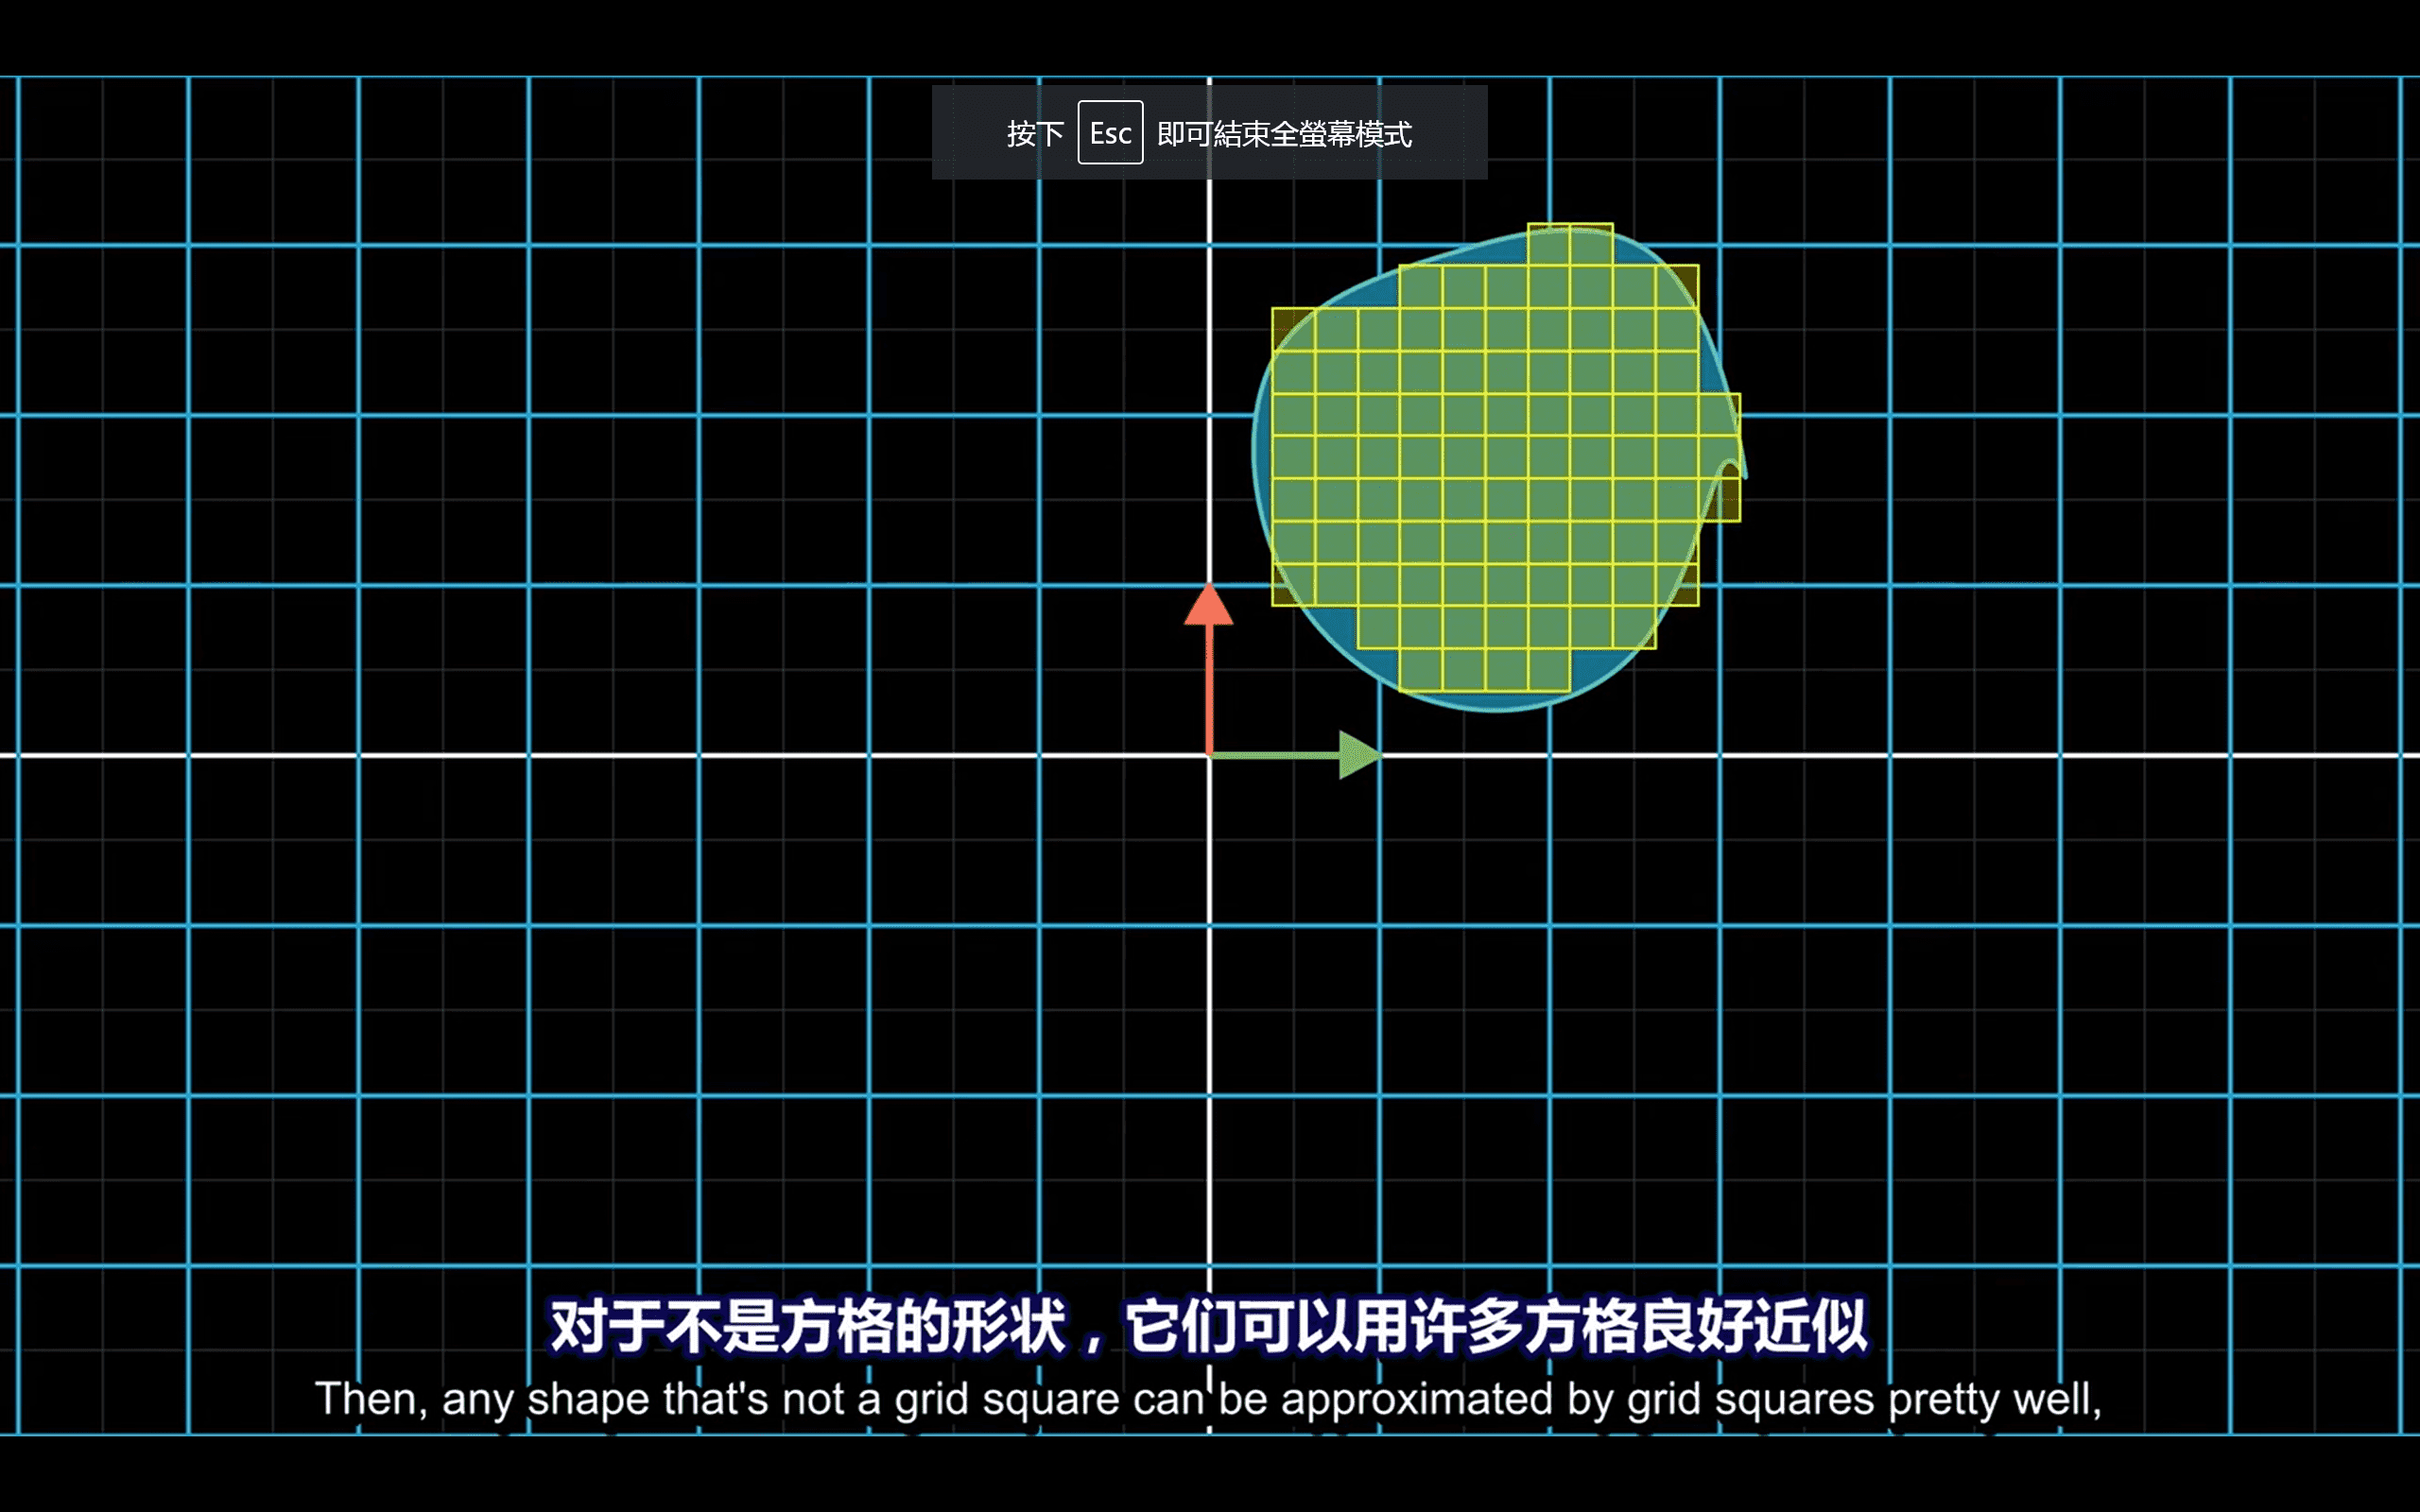 按下 Esc 即可結束全螢幕模式
对于不是方格的形状，它们可以用许多方格良好近似
Then, any shape that's not a grid square can be approximated by grid squares pretty well,